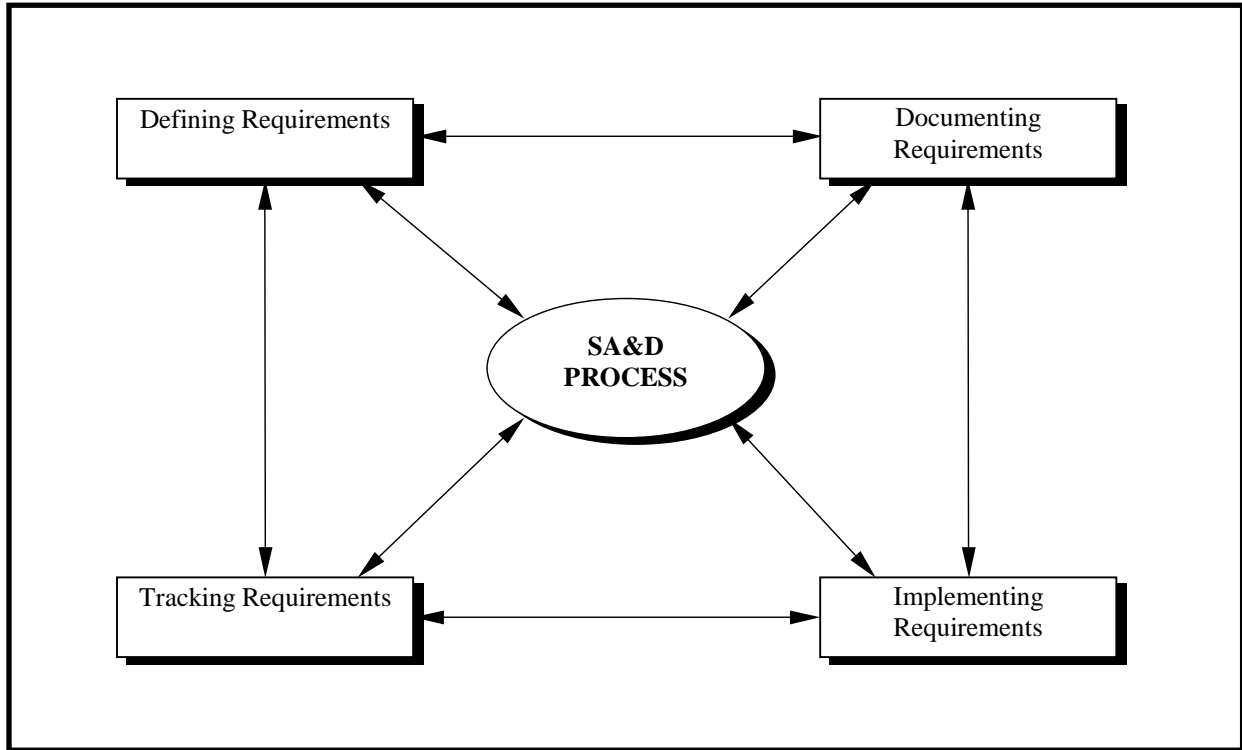 Defining Requirements
Documenting
Requirements
SA&D
PROCESS
Tracking Requirements
Implementing
Requirements